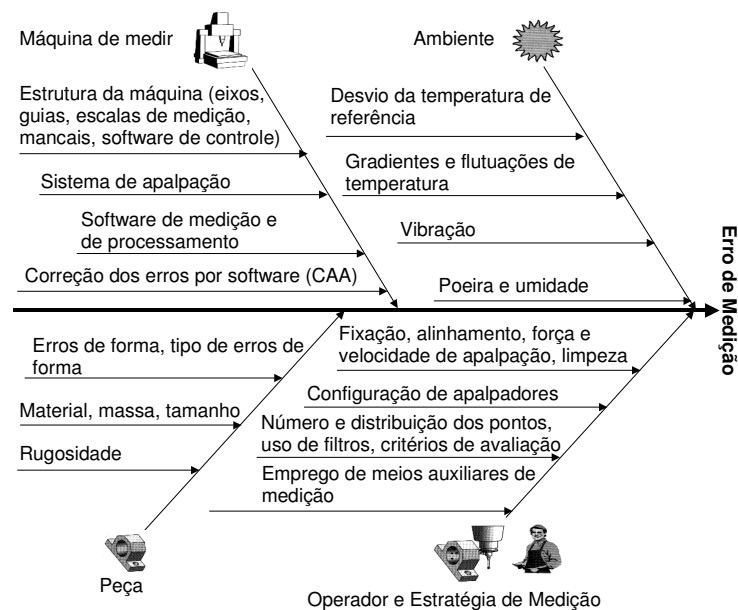 Máquina de medir
Estrutura da máquina (eixos,
guias, escalas de medição,
mancais, software de controle)
Sistema de apalpação
Software de medição e
de processamento
Correção dos erros por software (CAA)
Ambiente
Desvio da temperatura de
referência
Gradientes e flutuações de
temperatura
Vibração
Poeira e umidade
Erro de Medição
Erros de forma, tipo de erros de
forma
Material, massa, tamanho
Rugosidade
Peça
Fixação, alinhamento, força e
velocidade de apalpação, limpeza
Configuração de apalpadores
Número e distribuição dos pontos,
uso de filtros, critérios de avaliação
Emprego de meios auxiliares de
medição
Operador e Estratégia de Medição